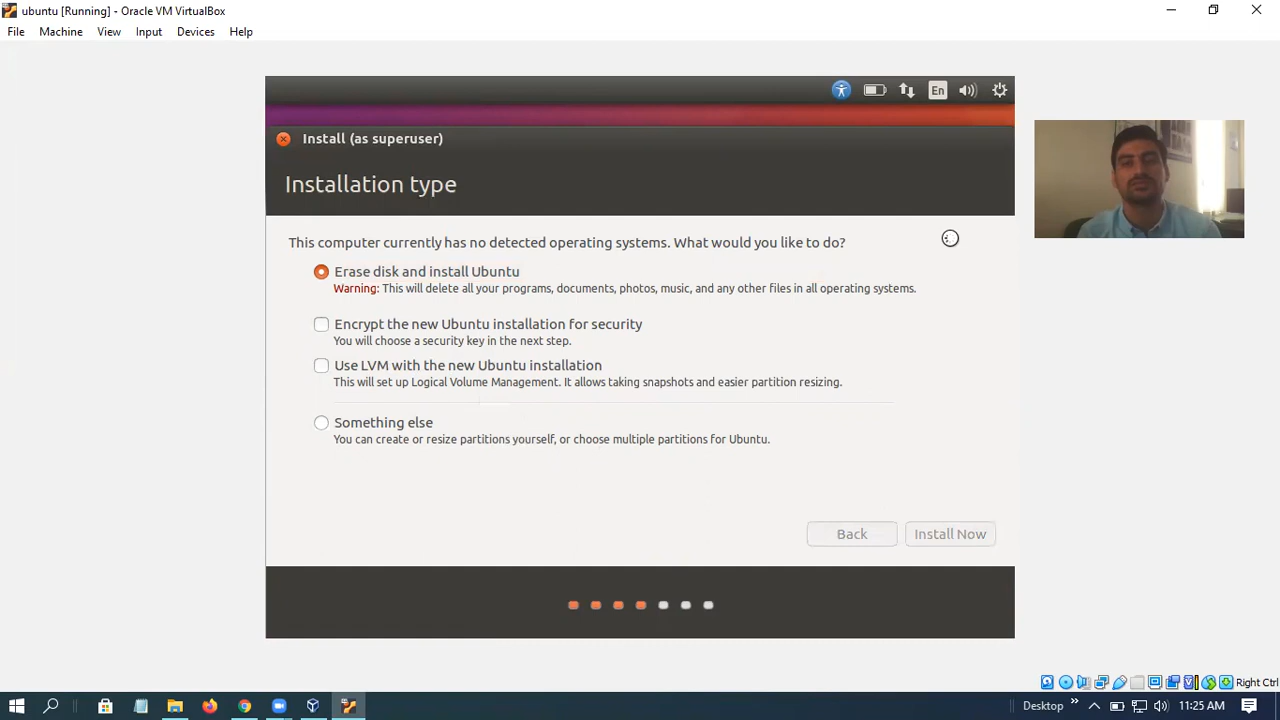 ubuntu [Running] - Oracle VM VirtualBox
File Machine View Input Devices Help
En
Install (as superuser)
Installation type
This computer currently has no detected operating systems. What would you like to do?
Erase disk and install Ubuntu
Warning: This will delete all your programs, documents, photos, music, and any other files in all operating systems.
Encrypt the new Ubuntu installation for security
You will choose a security key in the next step.
Use LVM with the new Ubuntu installation
This will set up Logical Volume Management. It allows taking snapshots and easier partition resizing.
Something else
You can create or resize partitions yourself, or choose multiple partitions for Ubuntu.
Back Install Now
Right Ctrl
Desktop 11:25 AM